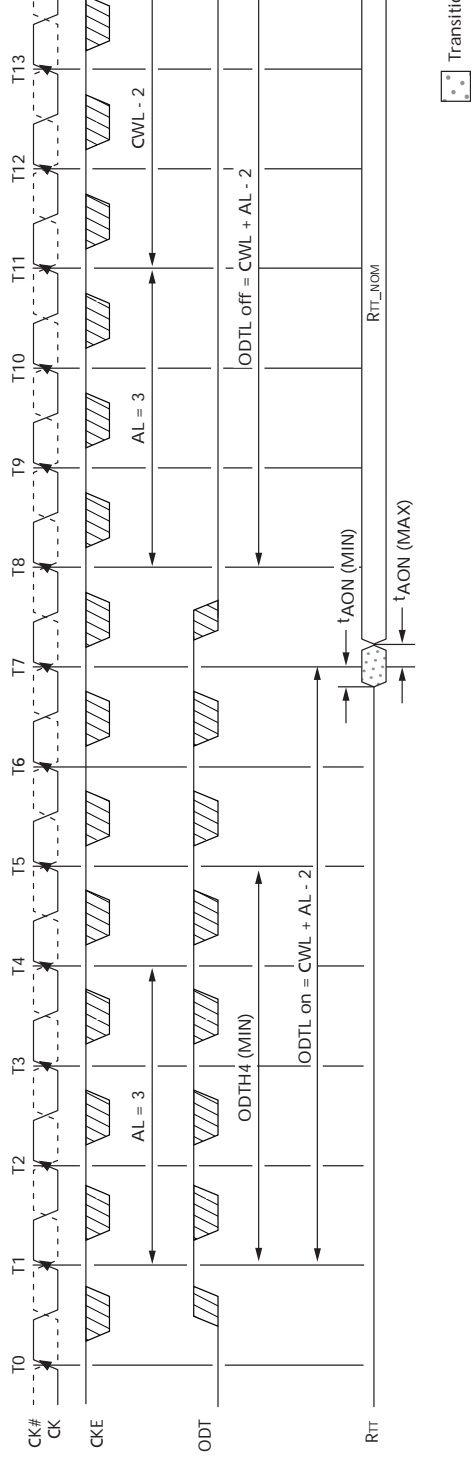 T0 T1 T2 T3 T4 T5 T6 T7 T8 T9 T10 T11 T12 T13
CK#
CK
CKE
AL = 3
AL = 3
CWL - 2
ODT
ODTH4 (MIN)
ODTL off = CWL + AL - 2
ODTL on = CWL + AL - 2
tAON (MIN)
tAON (MAX)
RTT
RTT_NOM
Transitio